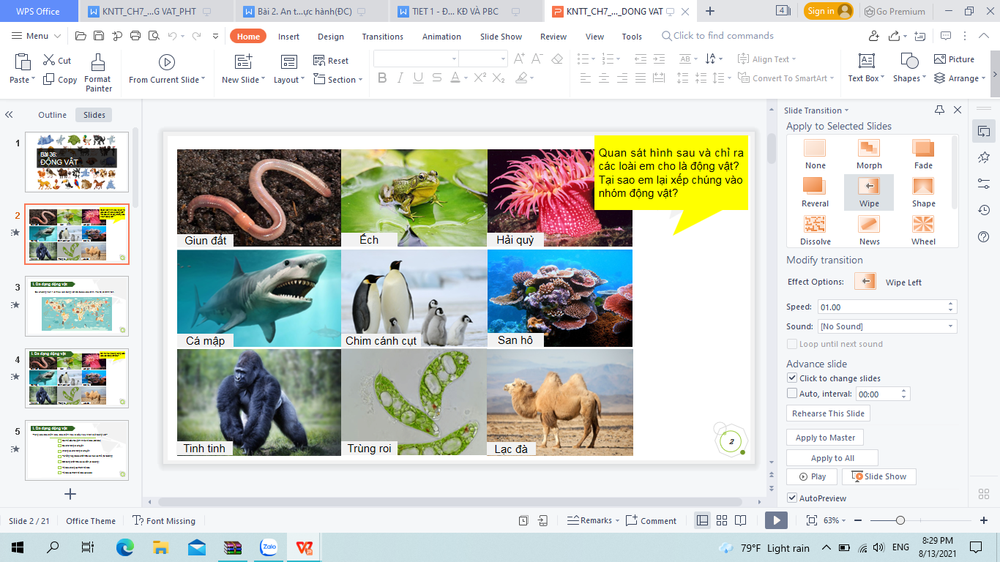 WPS Office
KNTT_CH7_...G VAT_PHT
Bài 2. An t...ực hành(ĐC)
TIET 1 - Đ... KĐ VÀ PBC
KNTT_CH7_..._DONG VAT
4
Sign in
Go Premium
Menu
Home
Insert
Design
Transitions
Animation
Slide Show
Review
View
Tools
Click to find commands
Paste
Cut
Copy
Format Painter
From Current Slide
New Slide
Layout
Reset
Section
B I U S A X² X₂
AB
Align Text
Convert To SmartArt
Text Box
Shapes
Picture
Arrange
Outline
Slides
1
Bài 36:
ĐỘNG VẬT
2
3
I. Đa dạng động vật
4
I. Đa dạng động vật
5
I. Đa dạng động vật
Quan sát hình sau và chỉ ra
các loài em cho là động vật?
Tại sao em lại xếp chúng vào
nhóm động vật?
Giun đất
Ếch
Hải quỳ
Cá mập
Chim cánh cụt
San hô
Tinh tinh
Trùng roi
Lạc đà
2
Slide Transition
Apply to Selected Slides
None
Morph
Fade
Reveral
Wipe
Shape
Dissolve
News
Wheel
Modify transition
Effect Options:
Wipe Left
Speed: 01.00
Sound: [No Sound]
Loop until next sound
Advance slide
Click to change slides
Auto, interval: 00:00
Rehearse This Slide
Apply to Master
Apply to All
Play
Slide Show
AutoPreview
Slide 2 / 21
Office Theme
Font Missing
Remarks
Comment
63%
Zalo
79°F Light rain
ENG
8:29 PM
8/13/2021